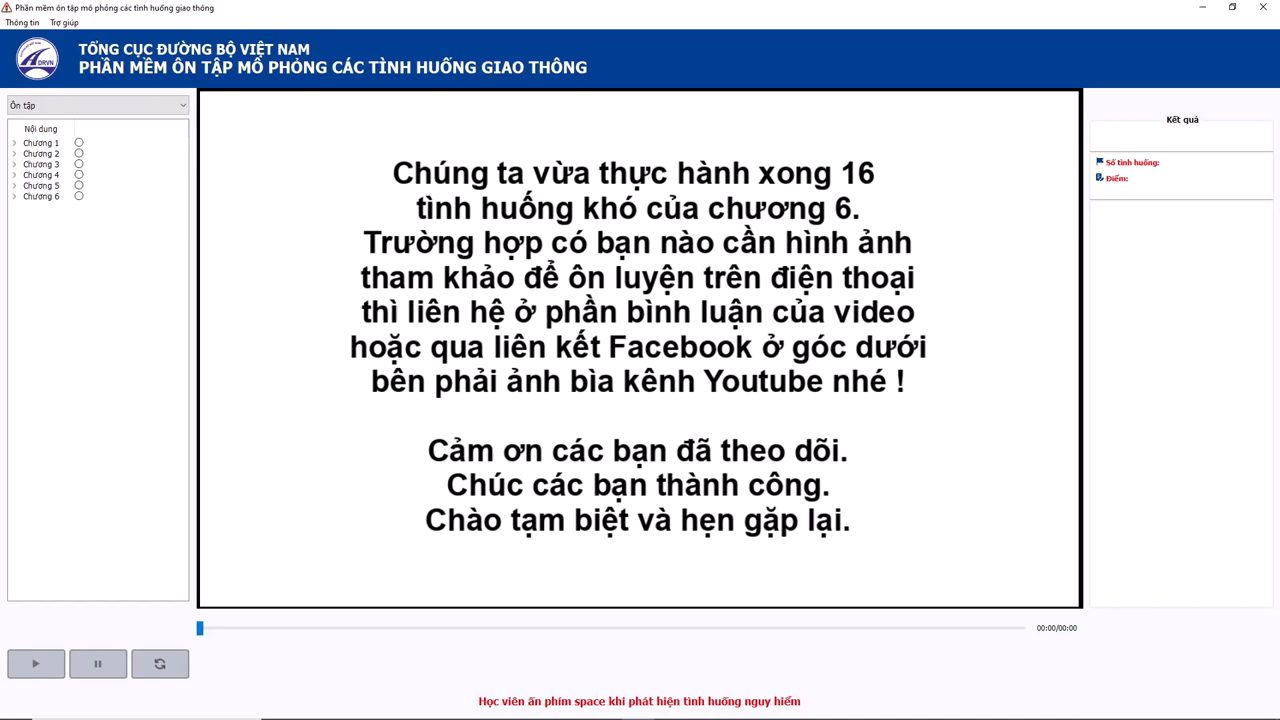 Phần mềm ôn tập mô phỏng các tình huống giao thông
Thông tin Trợ giúp
TỔNG CỤC ĐƯỜNG BỘ VIỆT NAM
PHẦN MỀM ÔN TẬP MÔ PHỎNG CÁC TÌNH HUỐNG GIAO THÔNG
DRVN
Ôn tập
Nội dung
Chương 1
Chương 2
Chương 3
Chương 4
Chương 5
Chương 6
Chúng ta vừa thực hành xong 16
tình huống khó của chương 6.
Trường hợp có bạn nào cần hình ảnh
tham khảo để ôn luyện trên điện thoại
thì liên hệ ở phần bình luận của video
hoặc qua liên kết Facebook ở góc dưới
bên phải ảnh bìa kênh Youtube nhé !
Cảm ơn các bạn đã theo dõi.
Chúc các bạn thành công.
Chào tạm biệt và hẹn gặp lại.
Kết quả
Số tình huống:
Điểm:
00:00/00:00
Học viên ấn phím space khi phát hiện tình huống nguy hiểm